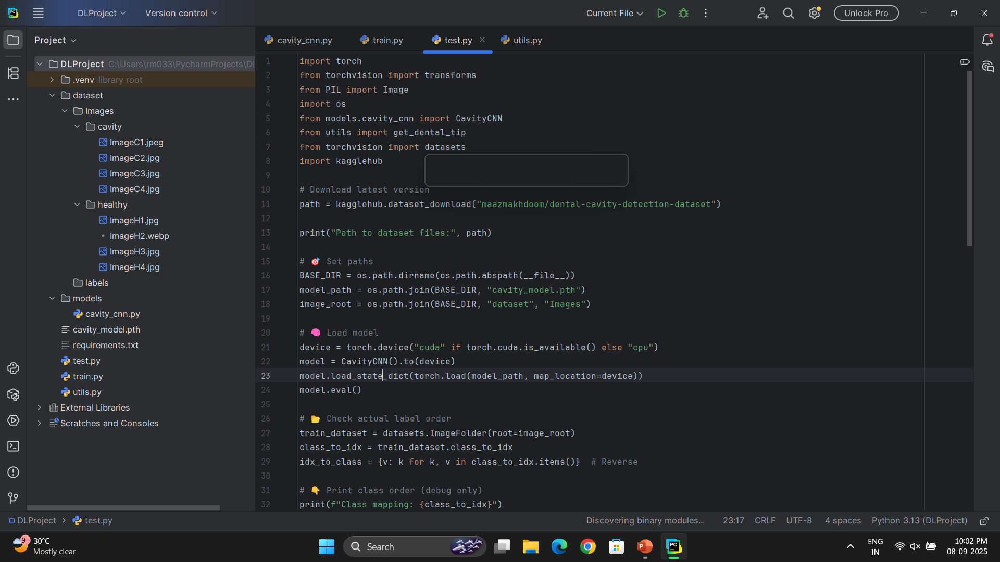 DLProject
Version control
Current File
Unlock Pro
Project
DLProject C:\Users\rm033\PycharmProjects\DL
.venv library root
dataset
Images
cavity
ImageC1.jpeg
ImageC2.jpg
ImageC3.jpg
ImageC4.jpg
healthy
ImageH1.jpg
ImageH2.webp
ImageH3.jpg
ImageH4.jpg
labels
models
cavity_cnn.py
cavity_model.pth
requirements.txt
test.py
train.py
utils.py
External Libraries
Scratches and Consoles
cavity_cnn.py
train.py
test.py
utils.py
1 import torch
2 from torchvision import transforms
3 from PIL import Image
4 import os
5 from models.cavity_cnn import CavityCNN
6 from utils import get_dental_tip
7 from torchvision import datasets
8 import kagglehub
9
10 # Download latest version
11 path = kagglehub.dataset_download("maazmakhdoom/dental-cavity-detection-dataset")
12
13 print("Path to dataset files:", path)
14
15 # 🎯 Set paths
16 BASE_DIR = os.path.dirname(os.path.abspath(__file__))
17 model_path = os.path.join(BASE_DIR, "cavity_model.pth")
18 image_root = os.path.join(BASE_DIR, "dataset", "Images")
19
20 # 🧠 Load model
21 device = torch.device("cuda" if torch.cuda.is_available() else "cpu")
22 model = CavityCNN().to(device)
23 model.load_state_dict(torch.load(model_path, map_location=device))
24 model.eval()
25
26 # 📂 Check actual label order
27 train_dataset = datasets.ImageFolder(root=image_root)
28 class_to_idx = train_dataset.class_to_idx
29 idx_to_class = {v: k for k, v in class_to_idx.items()}  # Reverse
30
31 # 👇 Print class order (debug only)
32 print(f"Class mapping: {class_to_idx}")
DLProject > test.py
Discovering binary modules...
23:17
CRLF
UTF-8
4 spaces
Python 3.13 (DLProject)
9+
30°C
Mostly clear
Search
ENG
IN
10:02 PM
08-09-2025